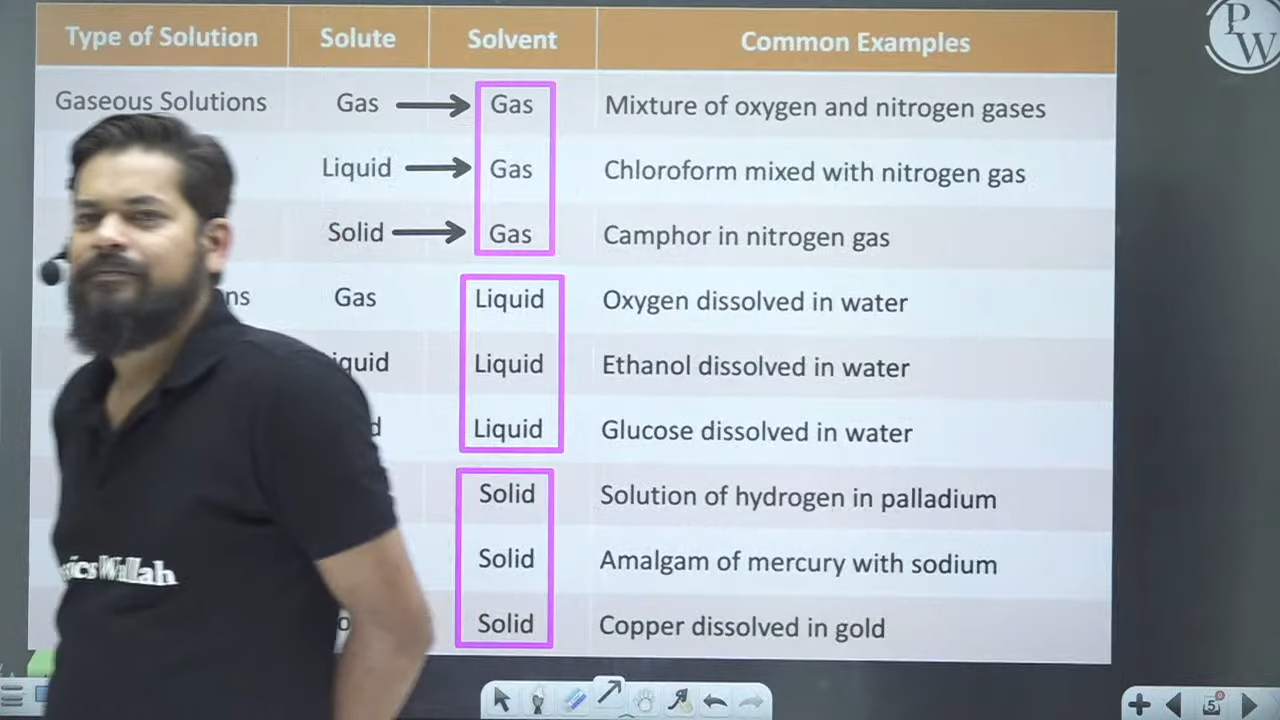 Type of Solution Solute Solvent Common Examples
Gaseous Solutions Gas Gas Mixture of oxygen and nitrogen gases
Liquid Gas Chloroform mixed with nitrogen gas
Solid Gas Camphor in nitrogen gas
Gas Liquid Oxygen dissolved in water
Liquid Ethanol dissolved in water
Liquid Glucose dissolved in water
Solid Solution of hydrogen in palladium
Solid Amalgam of mercury with sodium
Solid Copper dissolved in gold
PW
5